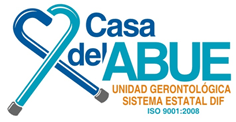 Casa
del ABUE
UNIDAD GERONTOLÓGICA
SISTEMA ESTATAL DIF
ISO 9001:2008